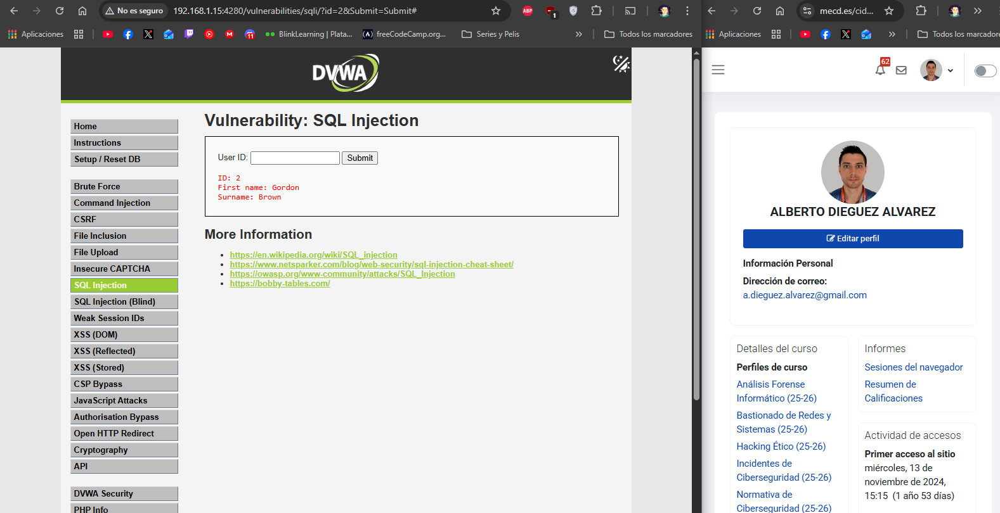 No es seguro
192.168.1.15:4280/vulnerabilities/sqli/?id=2&Submit=Submit#
ABP
1
Aplicaciones
11
BlinkLearning | Plata...
freeCodeCamp.org...
Series y Pelis
»
Todos los marcadores
DVWA
Home
Instructions
Setup / Reset DB
Brute Force
Command Injection
CSRF
File Inclusion
File Upload
Insecure CAPTCHA
SQL Injection
SQL Injection (Blind)
Weak Session IDs
XSS (DOM)
XSS (Reflected)
XSS (Stored)
CSP Bypass
JavaScript Attacks
Authorisation Bypass
Open HTTP Redirect
Cryptography
API
DVWA Security
PHP Info
Vulnerability: SQL Injection
User ID:
Submit
ID: 2
First name: Gordon
Surname: Brown
More Information
https://en.wikipedia.org/wiki/SQL_injection
https://www.netsparker.com/blog/web-security/sql-injection-cheat-sheet/
https://owasp.org/www-community/attacks/SQL_Injection
https://bobby-tables.com/
mecd.es/cid...
»
Aplicaciones
»
Todos los marcadore
62
ALBERTO DIEGUEZ ALVAREZ
Editar perfil
Información Personal
Dirección de correo:
a.dieguez.alvarez@gmail.com
Detalles del curso
Perfiles de curso
Análisis Forense
Informático (25-26)
Bastionado de Redes y
Sistemas (25-26)
Hacking Ético (25-26)
Incidentes de
Ciberseguridad (25-26)
Normativa de
Ciberseguridad (25-26)
Informes
Sesiones del navegador
Resumen de
Calificaciones
Actividad de accesos
Primer acceso al sitio
miércoles, 13 de
noviembre de 2024,
15:15 (1 año 53 días)